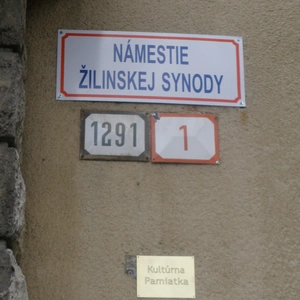 NÁMESTIE
ŽILINSKEJ SYNODY
1291 1
Kultúrna
Pamiatka